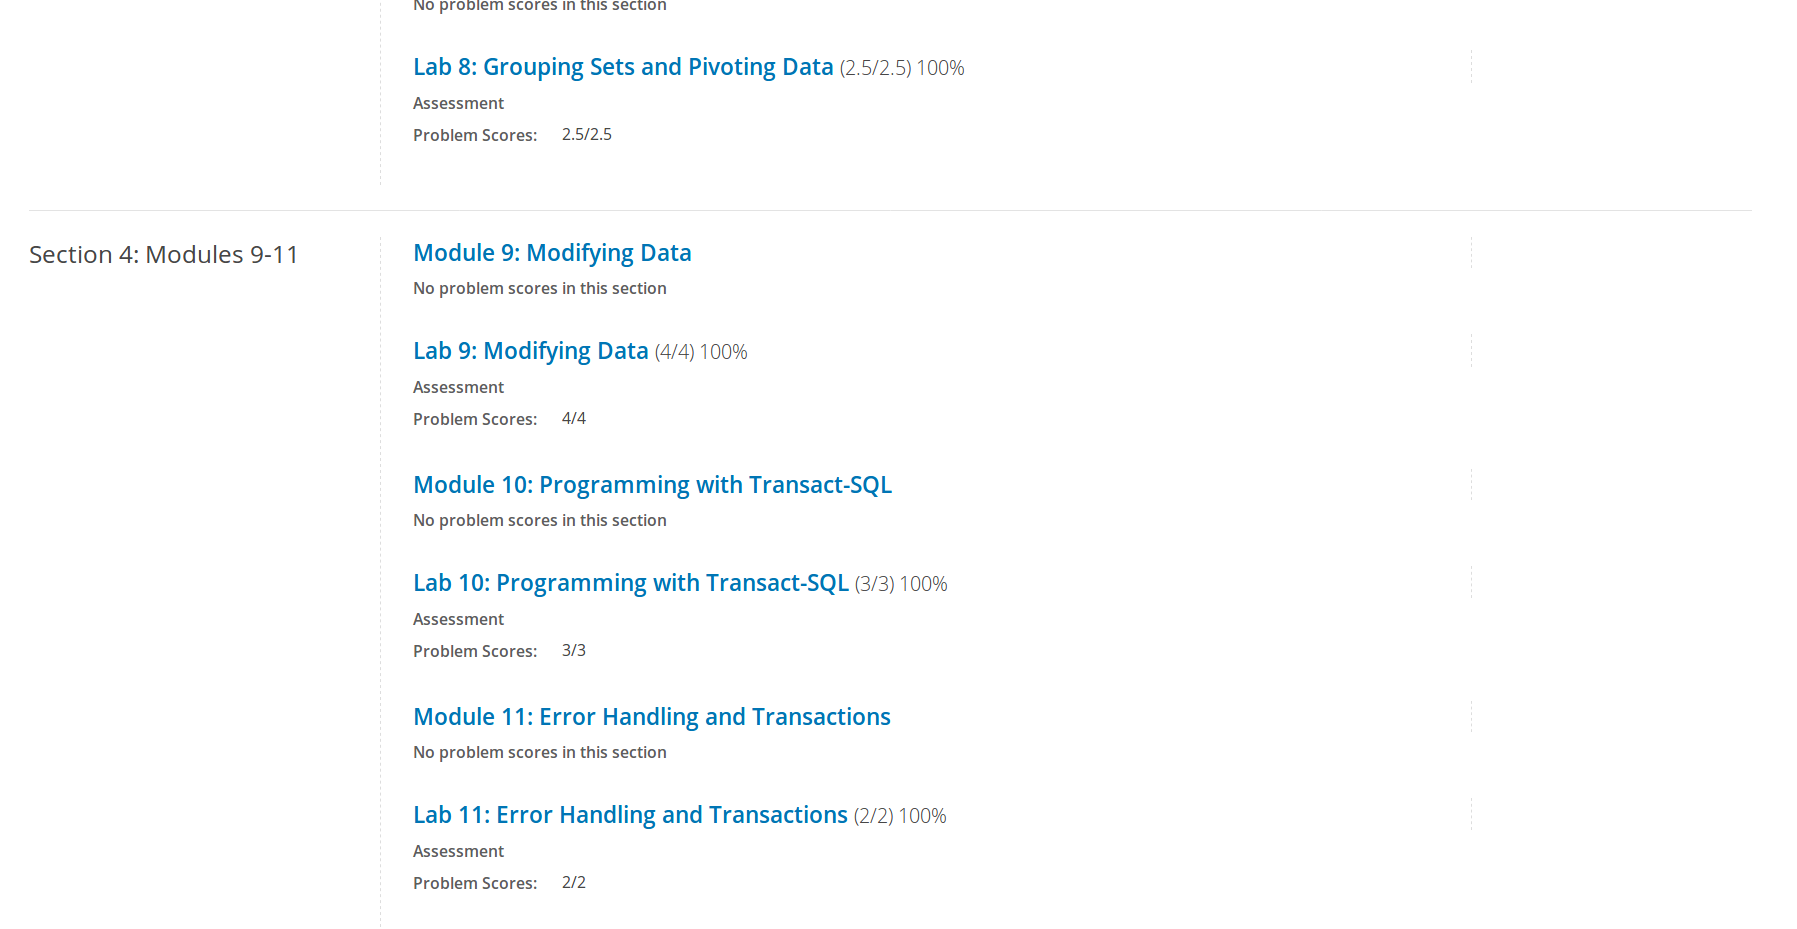 No problem scores in this section
Lab 8: Grouping Sets and Pivoting Data (2.5/2.5) 100%
Assessment
Problem Scores: 2.5/2.5
Section 4: Modules 9-11
Module 9: Modifying Data
No problem scores in this section
Lab 9: Modifying Data (4/4) 100%
Assessment
Problem Scores: 4/4
Module 10: Programming with Transact-SQL
No problem scores in this section
Lab 10: Programming with Transact-SQL (3/3) 100%
Assessment
Problem Scores: 3/3
Module 11: Error Handling and Transactions
No problem scores in this section
Lab 11: Error Handling and Transactions (2/2) 100%
Assessment
Problem Scores: 2/2